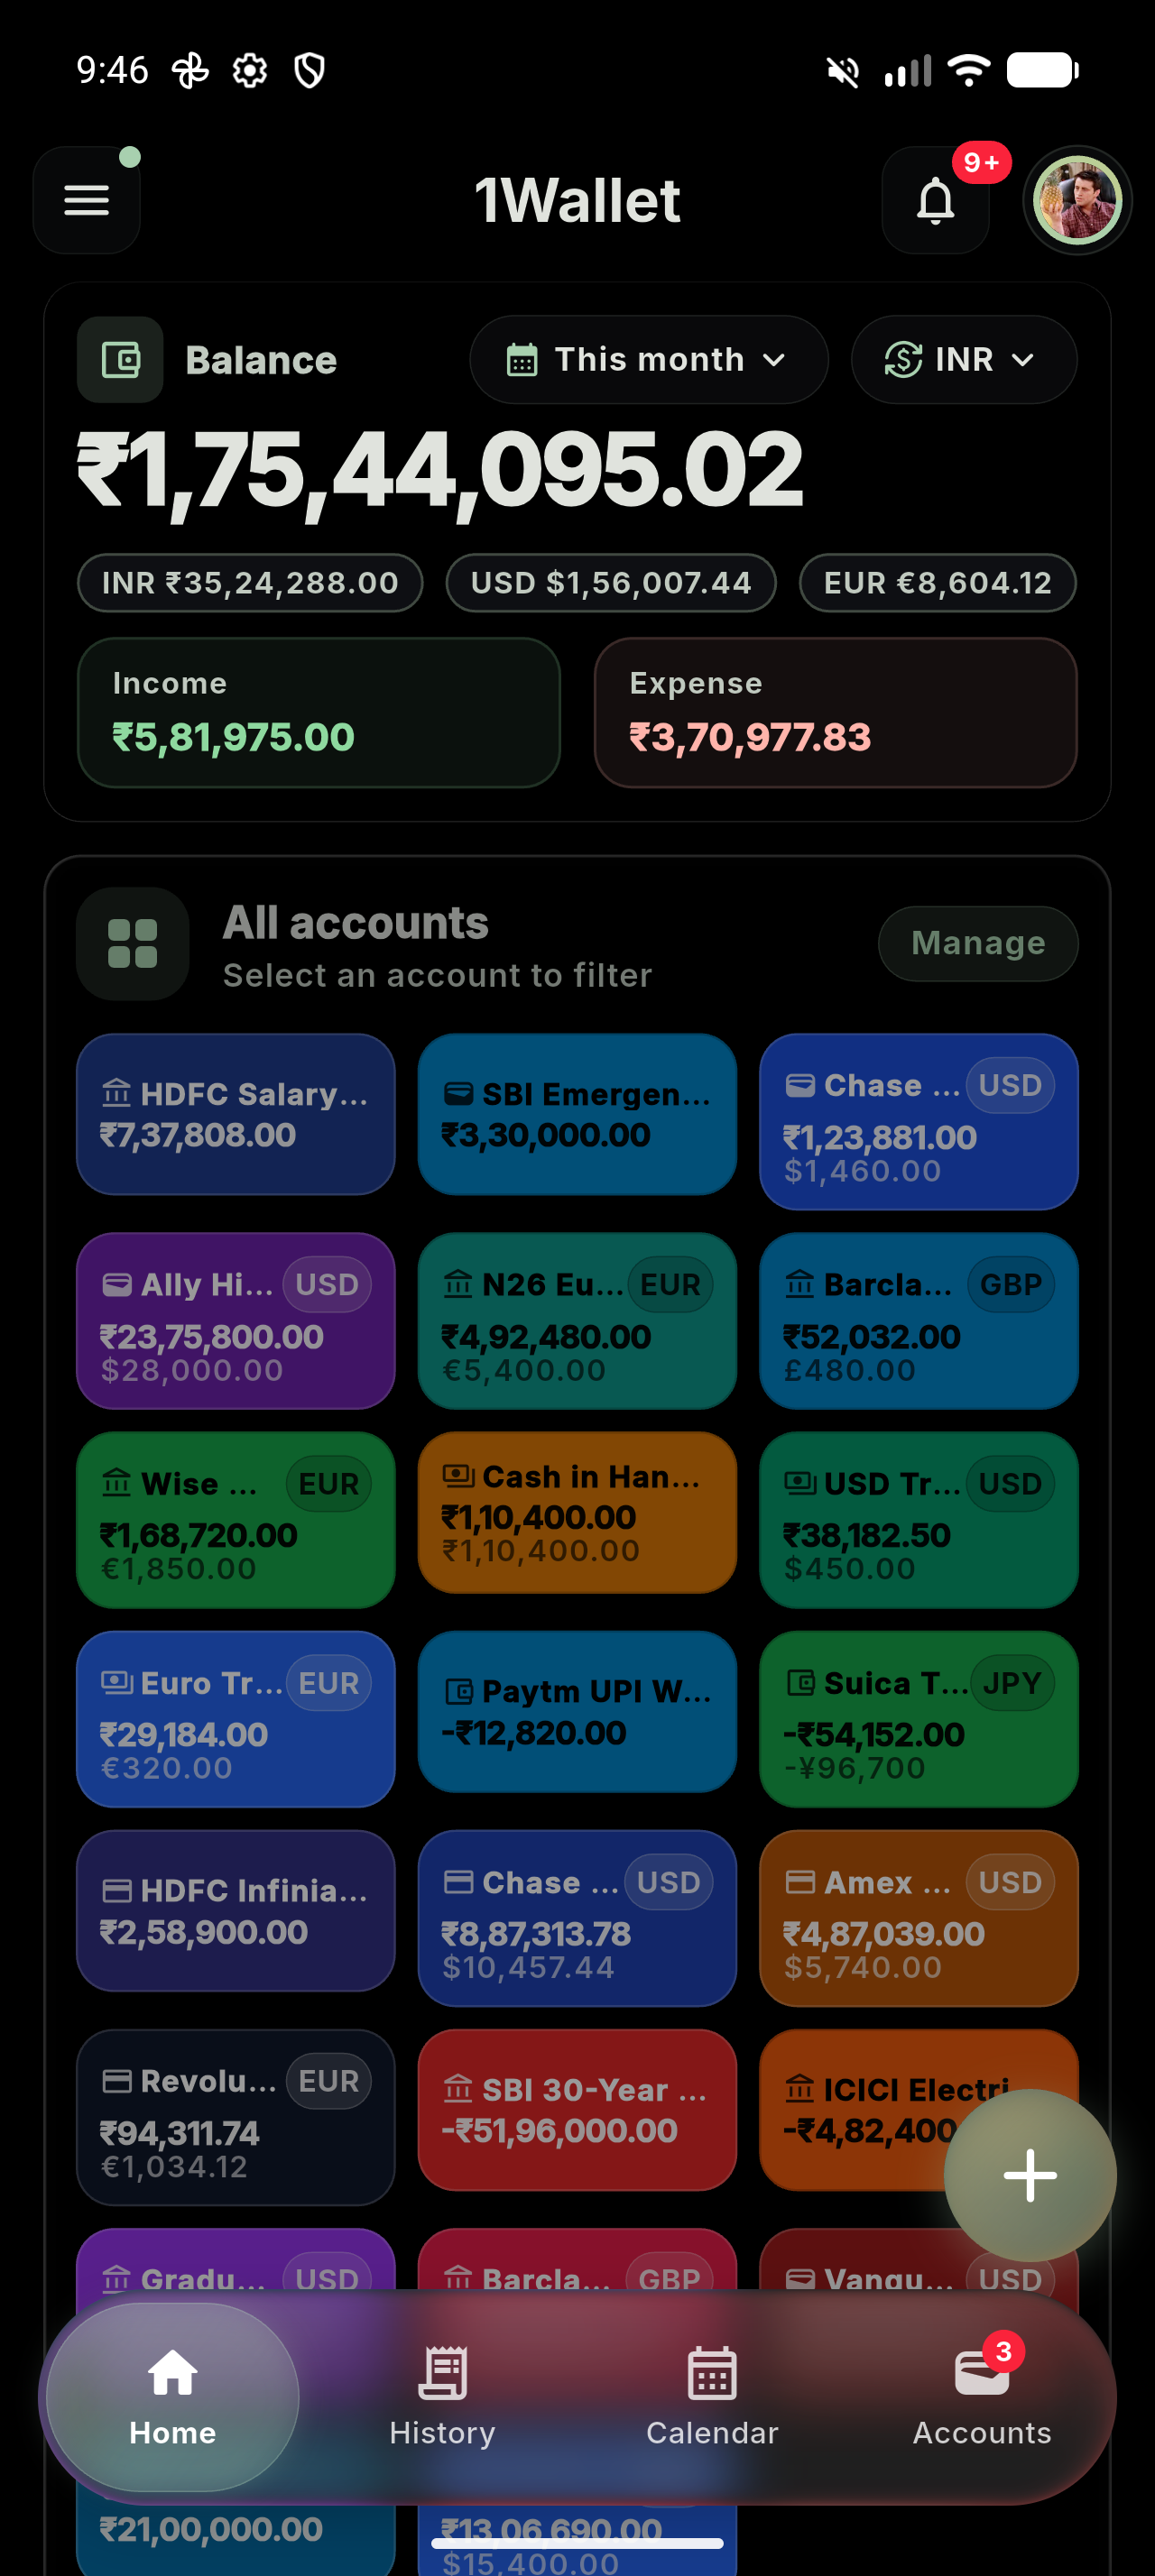 9:46
1Wallet
9+
Balance
This month
INR
₹1,75,44,095.02
INR ₹35,24,288.00
USD $1,56,007.44
EUR €8,604.12
Income
₹5,81,975.00
Expense
₹3,70,977.83
All accounts
Select an account to filter
Manage
HDFC Salary...
₹7,37,808.00
SBI Emergen...
₹3,30,000.00
Chase ... USD
₹1,23,881.00
$1,460.00
Ally Hi... USD
₹23,75,800.00
$28,000.00
N26 Eu... EUR
₹4,92,480.00
€5,400.00
Barcla... GBP
₹52,032.00
£480.00
Wise ... EUR
₹1,68,720.00
€1,850.00
Cash in Han...
₹1,10,400.00
₹1,10,400.00
USD Tr... USD
₹38,182.50
$450.00
Euro Tr... EUR
₹29,184.00
€320.00
Paytm UPI W...
-₹12,820.00
Suica T... JPY
-₹54,152.00
-¥96,700
HDFC Infinia...
₹2,58,900.00
Chase ... USD
₹8,87,313.78
$10,457.44
Amex ... USD
₹4,87,039.00
$5,740.00
Revolu... EUR
₹94,311.74
€1,034.12
SBI 30-Year ...
-₹51,96,000.00
ICICI Electri
-₹4,82,400
Gradu... USD
Barcla... GBP
Vangu... USD
Home
History
Calendar
3
Accounts
₹21,00,000.00
₹13,06,690.00
$15,400.00